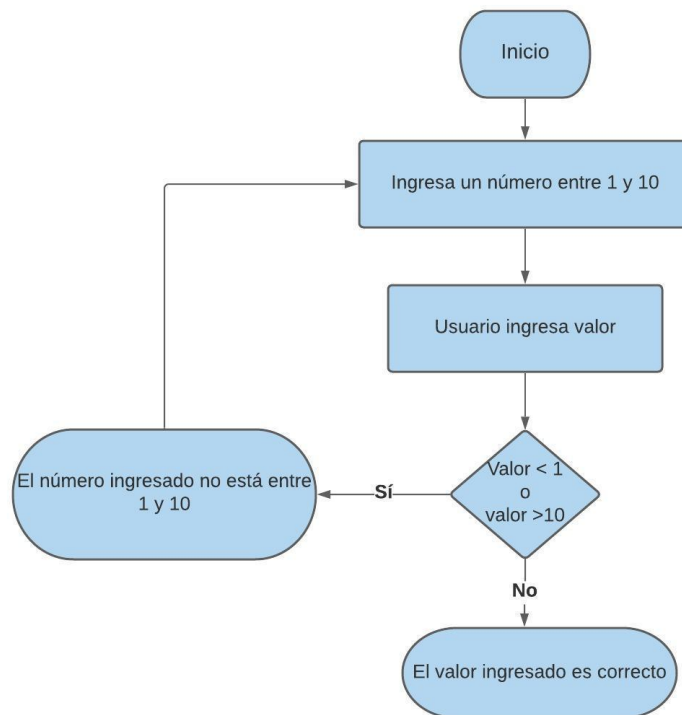 Inicio
Ingresa un número entre 1 y 10
Usuario ingresa valor
Valor < 1
o
valor >10
Sí
El número ingresado no está entre
1 y 10
No
El valor ingresado es correcto